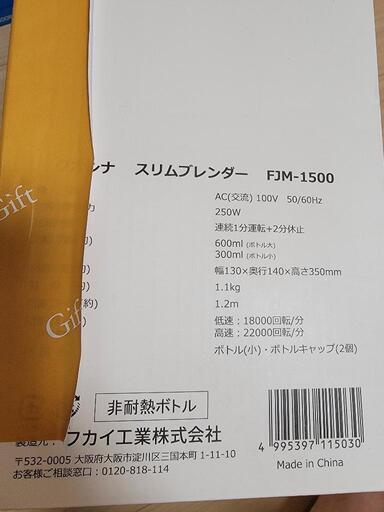 シナ スリムブレンダー FJM-1500
AC(交流) 100V 50/60Hz
250W
連続1分運転+2分休止
600ml (ボトル大)
300ml (ボトル小)
幅130×奥行140×高さ350mm
1.1kg
約)
1.2m
低速：18000回転/分
高速：22000回転/分
ボトル(小)・ボトルキャップ(2個)
Gift
Gift
非耐熱ボトル
製造元：フカイ工業株式会社
〒532-0005 大阪府大阪市淀川区三国本町 1-11-10
お客様ご相談窓口：0120-818-114
4 995397 115030
Made in China